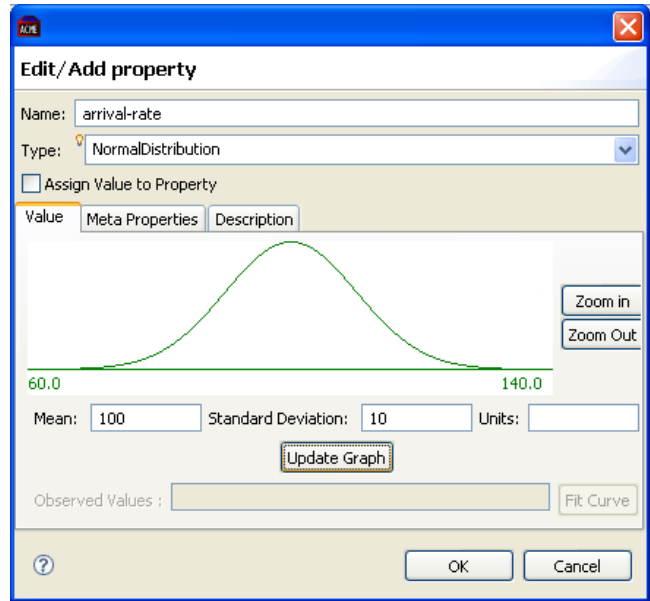 ACME
Edit/Add property
Name: arrival-rate
Type: NormalDistribution
Assign Value to Property
Value Meta Properties Description
Zoom in
Zoom Out
60.0 140.0
Mean: 100 Standard Deviation: 10 Units:
Update Graph
Observed Values : Fit Curve
? OK Cancel